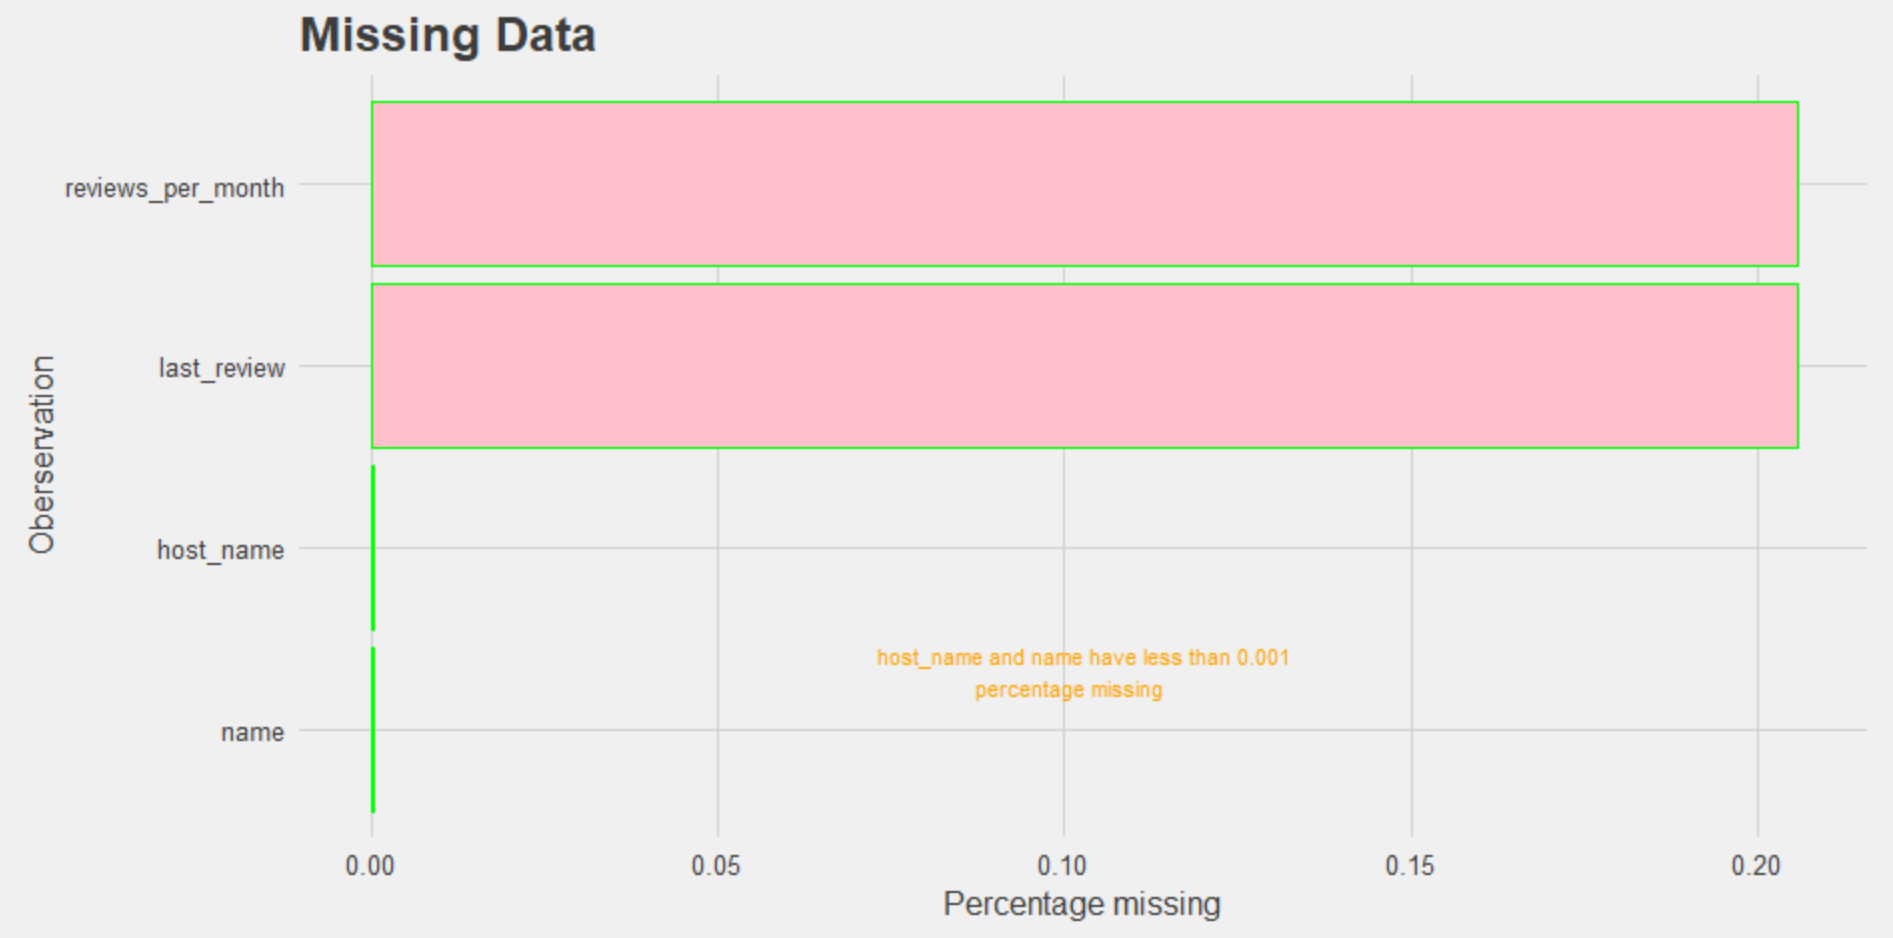 Missing Data
reviews_per_month
last_review
host_name
name
Oberservation
host_name and name have less than 0.001
percentage missing
0.00
0.05
0.10
0.15
0.20
Percentage missing